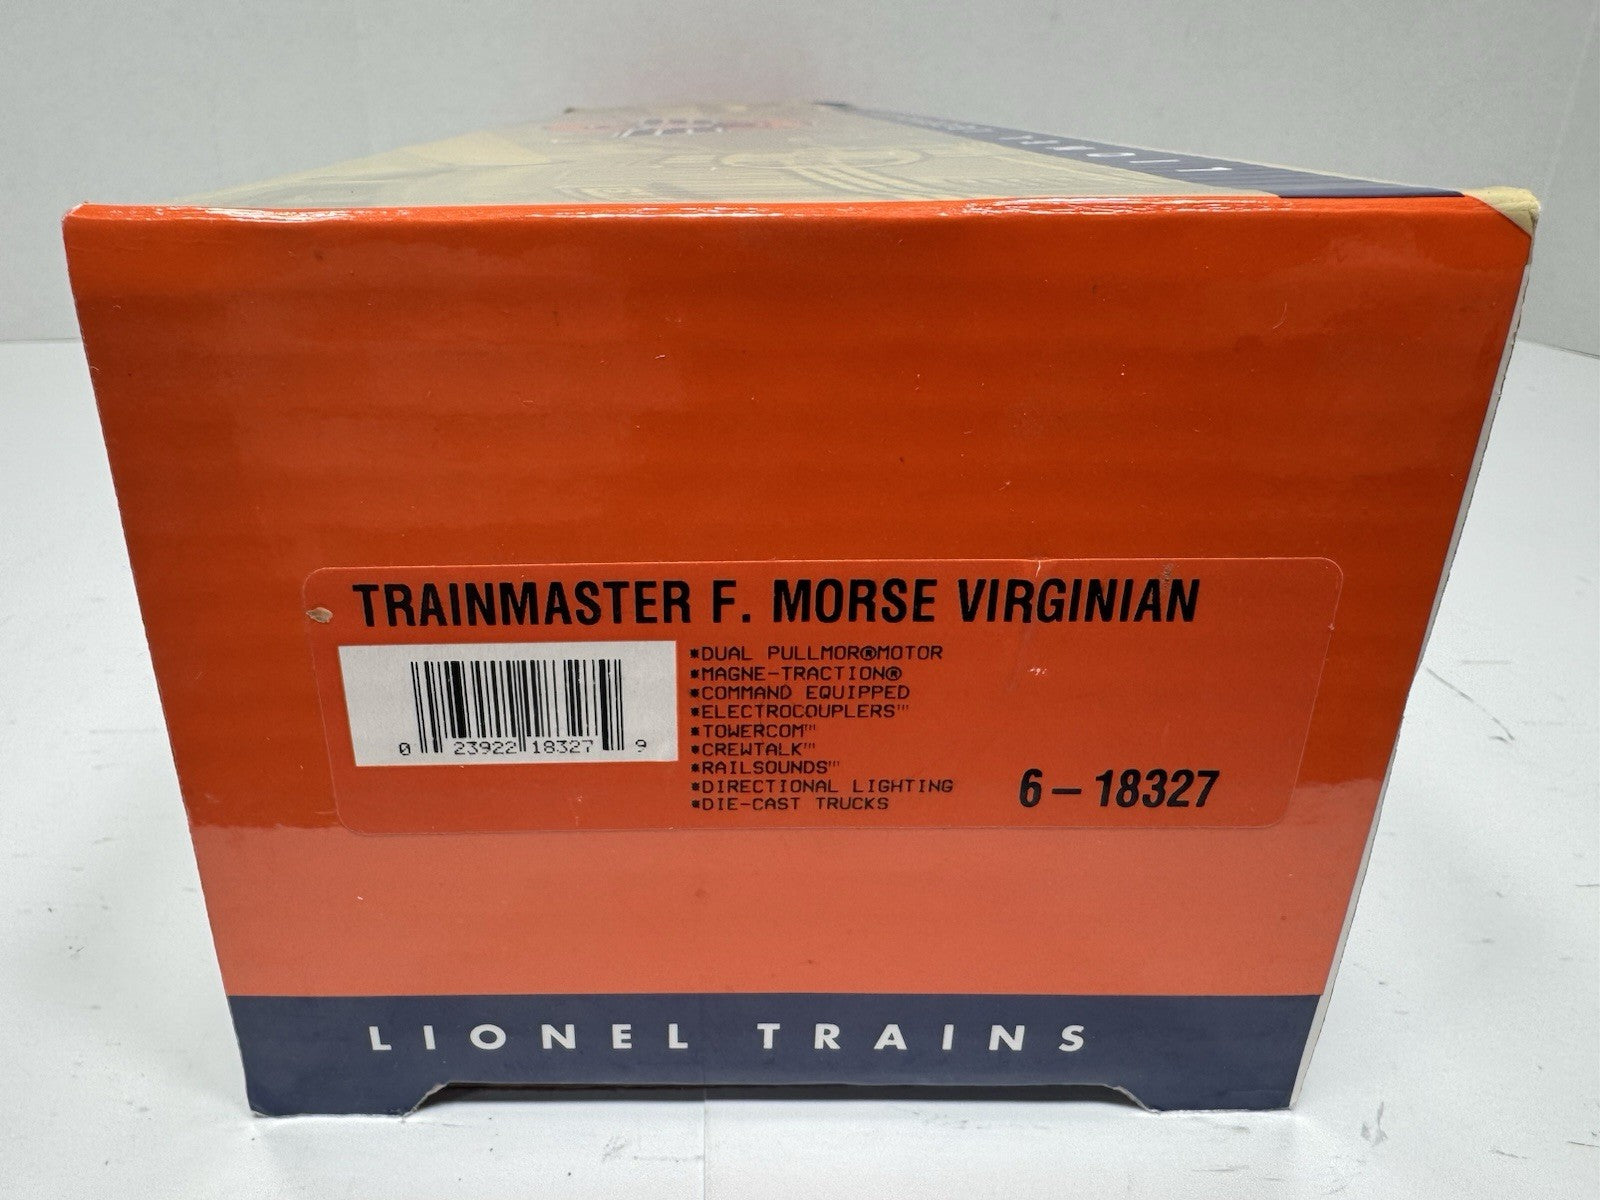 LIONEL
TRAINMASTER F. MORSE VIRGINIAN
*DUAL PULLMOR®MOTOR
*MAGNE-TRACTION®
*COMMAND EQUIPPED
*ELECTROCOUPLERS™
*TOWERCOM™
*CREWTALK™
*RAILSOUNDS™
*DIRECTIONAL LIGHTING
*DIE-CAST TRUCKS
0 23922 18327 9
6-18327
LIONEL TRAINS